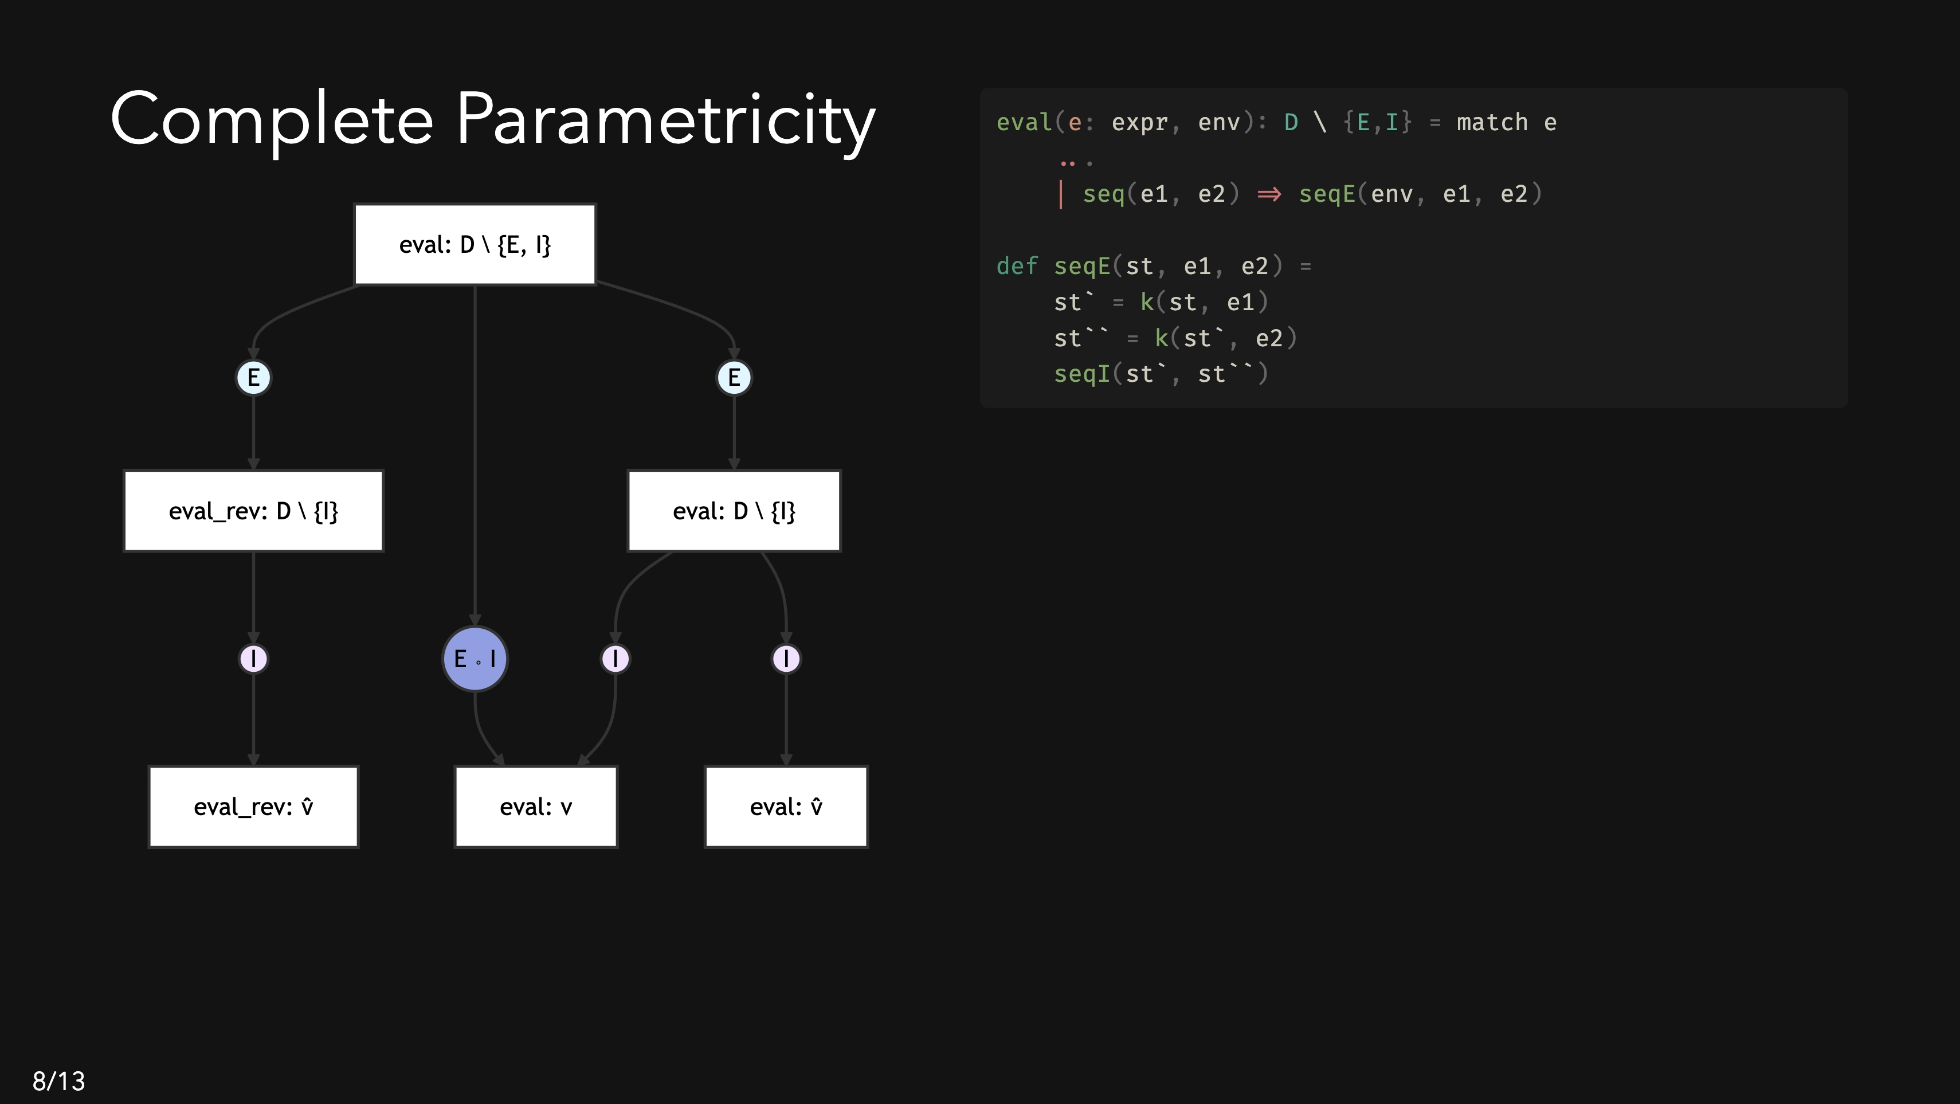 Complete Parametricity
eval: D \ {E, I}
E
E
eval_rev: D \ {I}
eval: D \ {I}
I
E ∘ I
I
I
eval_rev: v̂
eval: v
eval: v̂
eval(e: expr, env): D \ {E,I} = match e
...
| seq(e1, e2) ⇒ seqE(env, e1, e2)
def seqE(st, e1, e2) =
st` = k(st, e1)
st`` = k(st`, e2)
seqI(st`, st``)
8/13